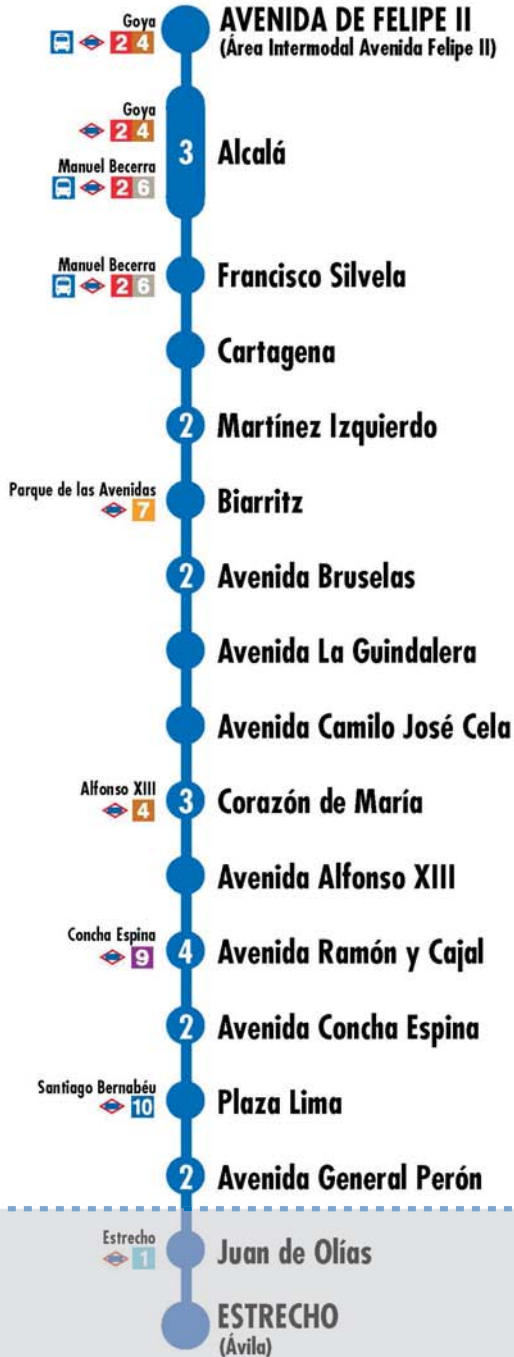 Goya
2 4
AVENIDA DE FELIPE II
(Área Intermodal Avenida Felipe II)
Goya
2 4
Manuel Becerra
2 6
3
Alcalá
Manuel Becerra
2 6
Francisco Silvela
Cartagena
2 Martínez Izquierdo
Parque de las Avenidas
7
Biarritz
2 Avenida Bruselas
Avenida La Guindalera
Avenida Camilo José Cela
Alfonso XIII
4
3 Corazón de María
Avenida Alfonso XIII
Concha Espina
9
4 Avenida Ramón y Cajal
2 Avenida Concha Espina
Santiago Bernabéu
10
Plaza Lima
2 Avenida General Perón
Estrecho
1
Juan de Olías
ESTRECHO
(Ávila)